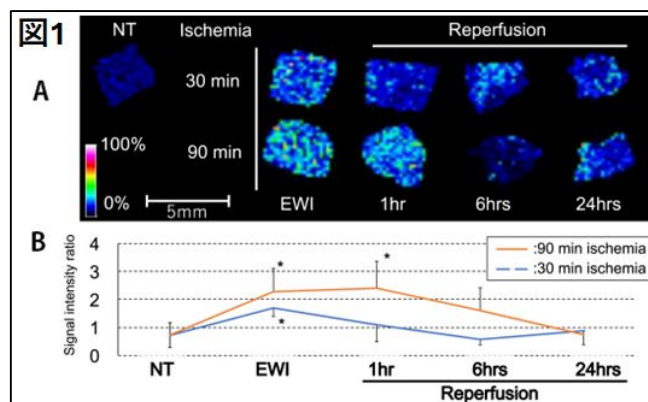 図1
NT Ischemia Reperfusion
A
30 min
90 min
100%
0%
5mm
EWI 1hr 6hrs 24hrs
B
Signal intensity ratio
4
3
2
1
0
*
*
*
:90 min ischemia
:30 min ischemia
NT EWI 1hr 6hrs 24hrs
Reperfusion